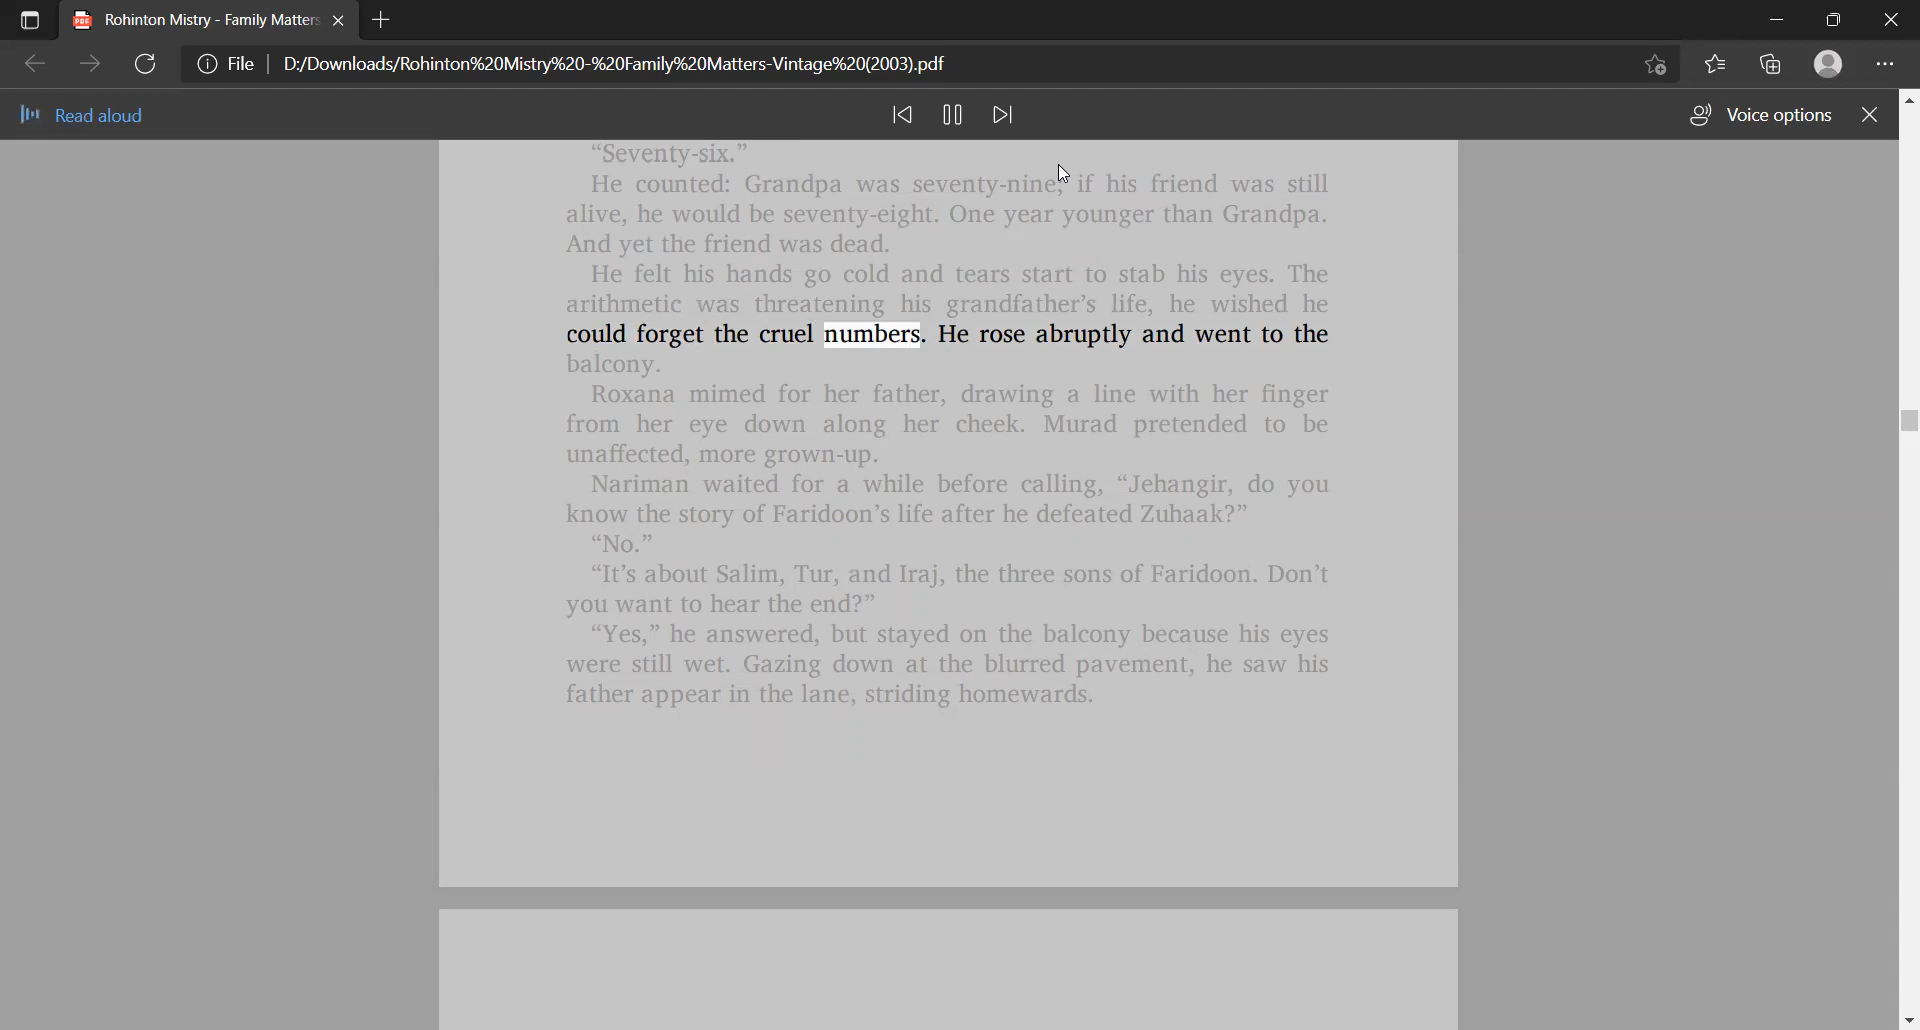 Rohinton Mistry - Family Matters
File
D:/Downloads/Rohinton%20Mistry%20-%20Family%20Matters-Vintage%20(2003).pdf
Read aloud
Voice options
“Seventy-six.”
He counted: Grandpa was seventy-nine; if his friend was still
alive, he would be seventy-eight. One year younger than Grandpa.
And yet the friend was dead.
He felt his hands go cold and tears start to stab his eyes. The
arithmetic was threatening his grandfather’s life, he wished he
could forget the cruel numbers. He rose abruptly and went to the
balcony.
Roxana mimed for her father, drawing a line with her finger
from her eye down along her cheek. Murad pretended to be
unaffected, more grown-up.
Nariman waited for a while before calling, “Jehangir, do you
know the story of Faridoon’s life after he defeated Zuhaak?”
“No.”
“It’s about Salim, Tur, and Iraj, the three sons of Faridoon. Don’t
you want to hear the end?”
“Yes,” he answered, but stayed on the balcony because his eyes
were still wet. Gazing down at the blurred pavement, he saw his
father appear in the lane, striding homewards.